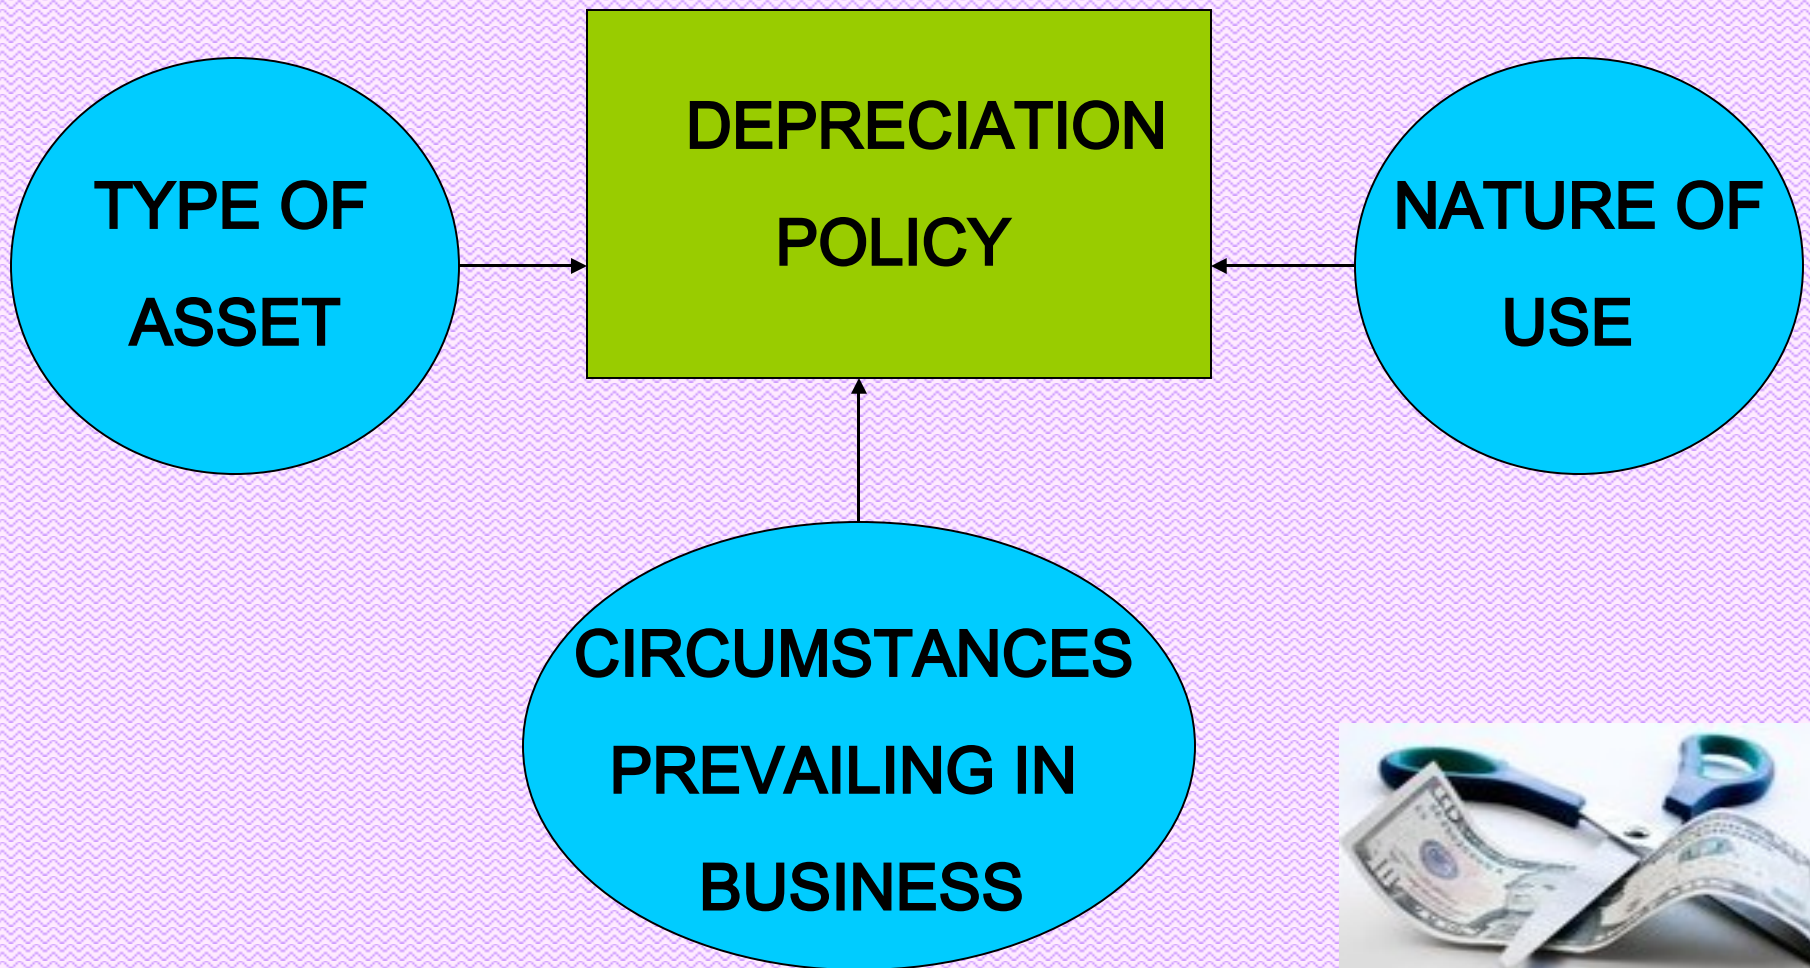 DEPRECIATION
POLICY
TYPE OF
ASSET
NATURE OF
USE
CIRCUMSTANCES
PREVAILING IN
BUSINESS